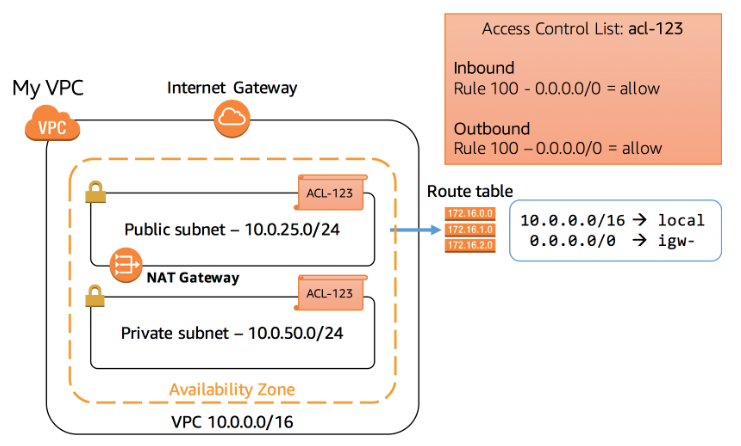 Access Control List: acl-123
Inbound
Rule 100 - 0.0.0.0/0 = allow
Outbound
Rule 100 – 0.0.0.0/0 = allow
My VPC
Internet Gateway
VPC
ACL-123
Public subnet – 10.0.25.0/24
NAT Gateway
ACL-123
Private subnet – 10.0.50.0/24
Availability Zone
VPC 10.0.0.0/16
Route table
172.16.0.0
172.16.1.0
172.16.2.0
10.0.0.0/16 → local
0.0.0.0/0 → igw-